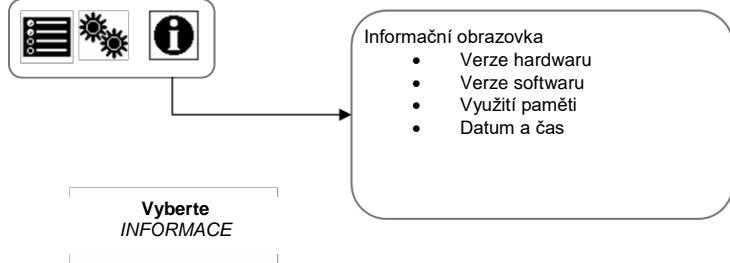 Informační obrazovka
• Verze hardwaru
• Verze softwaru
• Využití paměti
• Datum a čas
Vyberte
INFORMACE